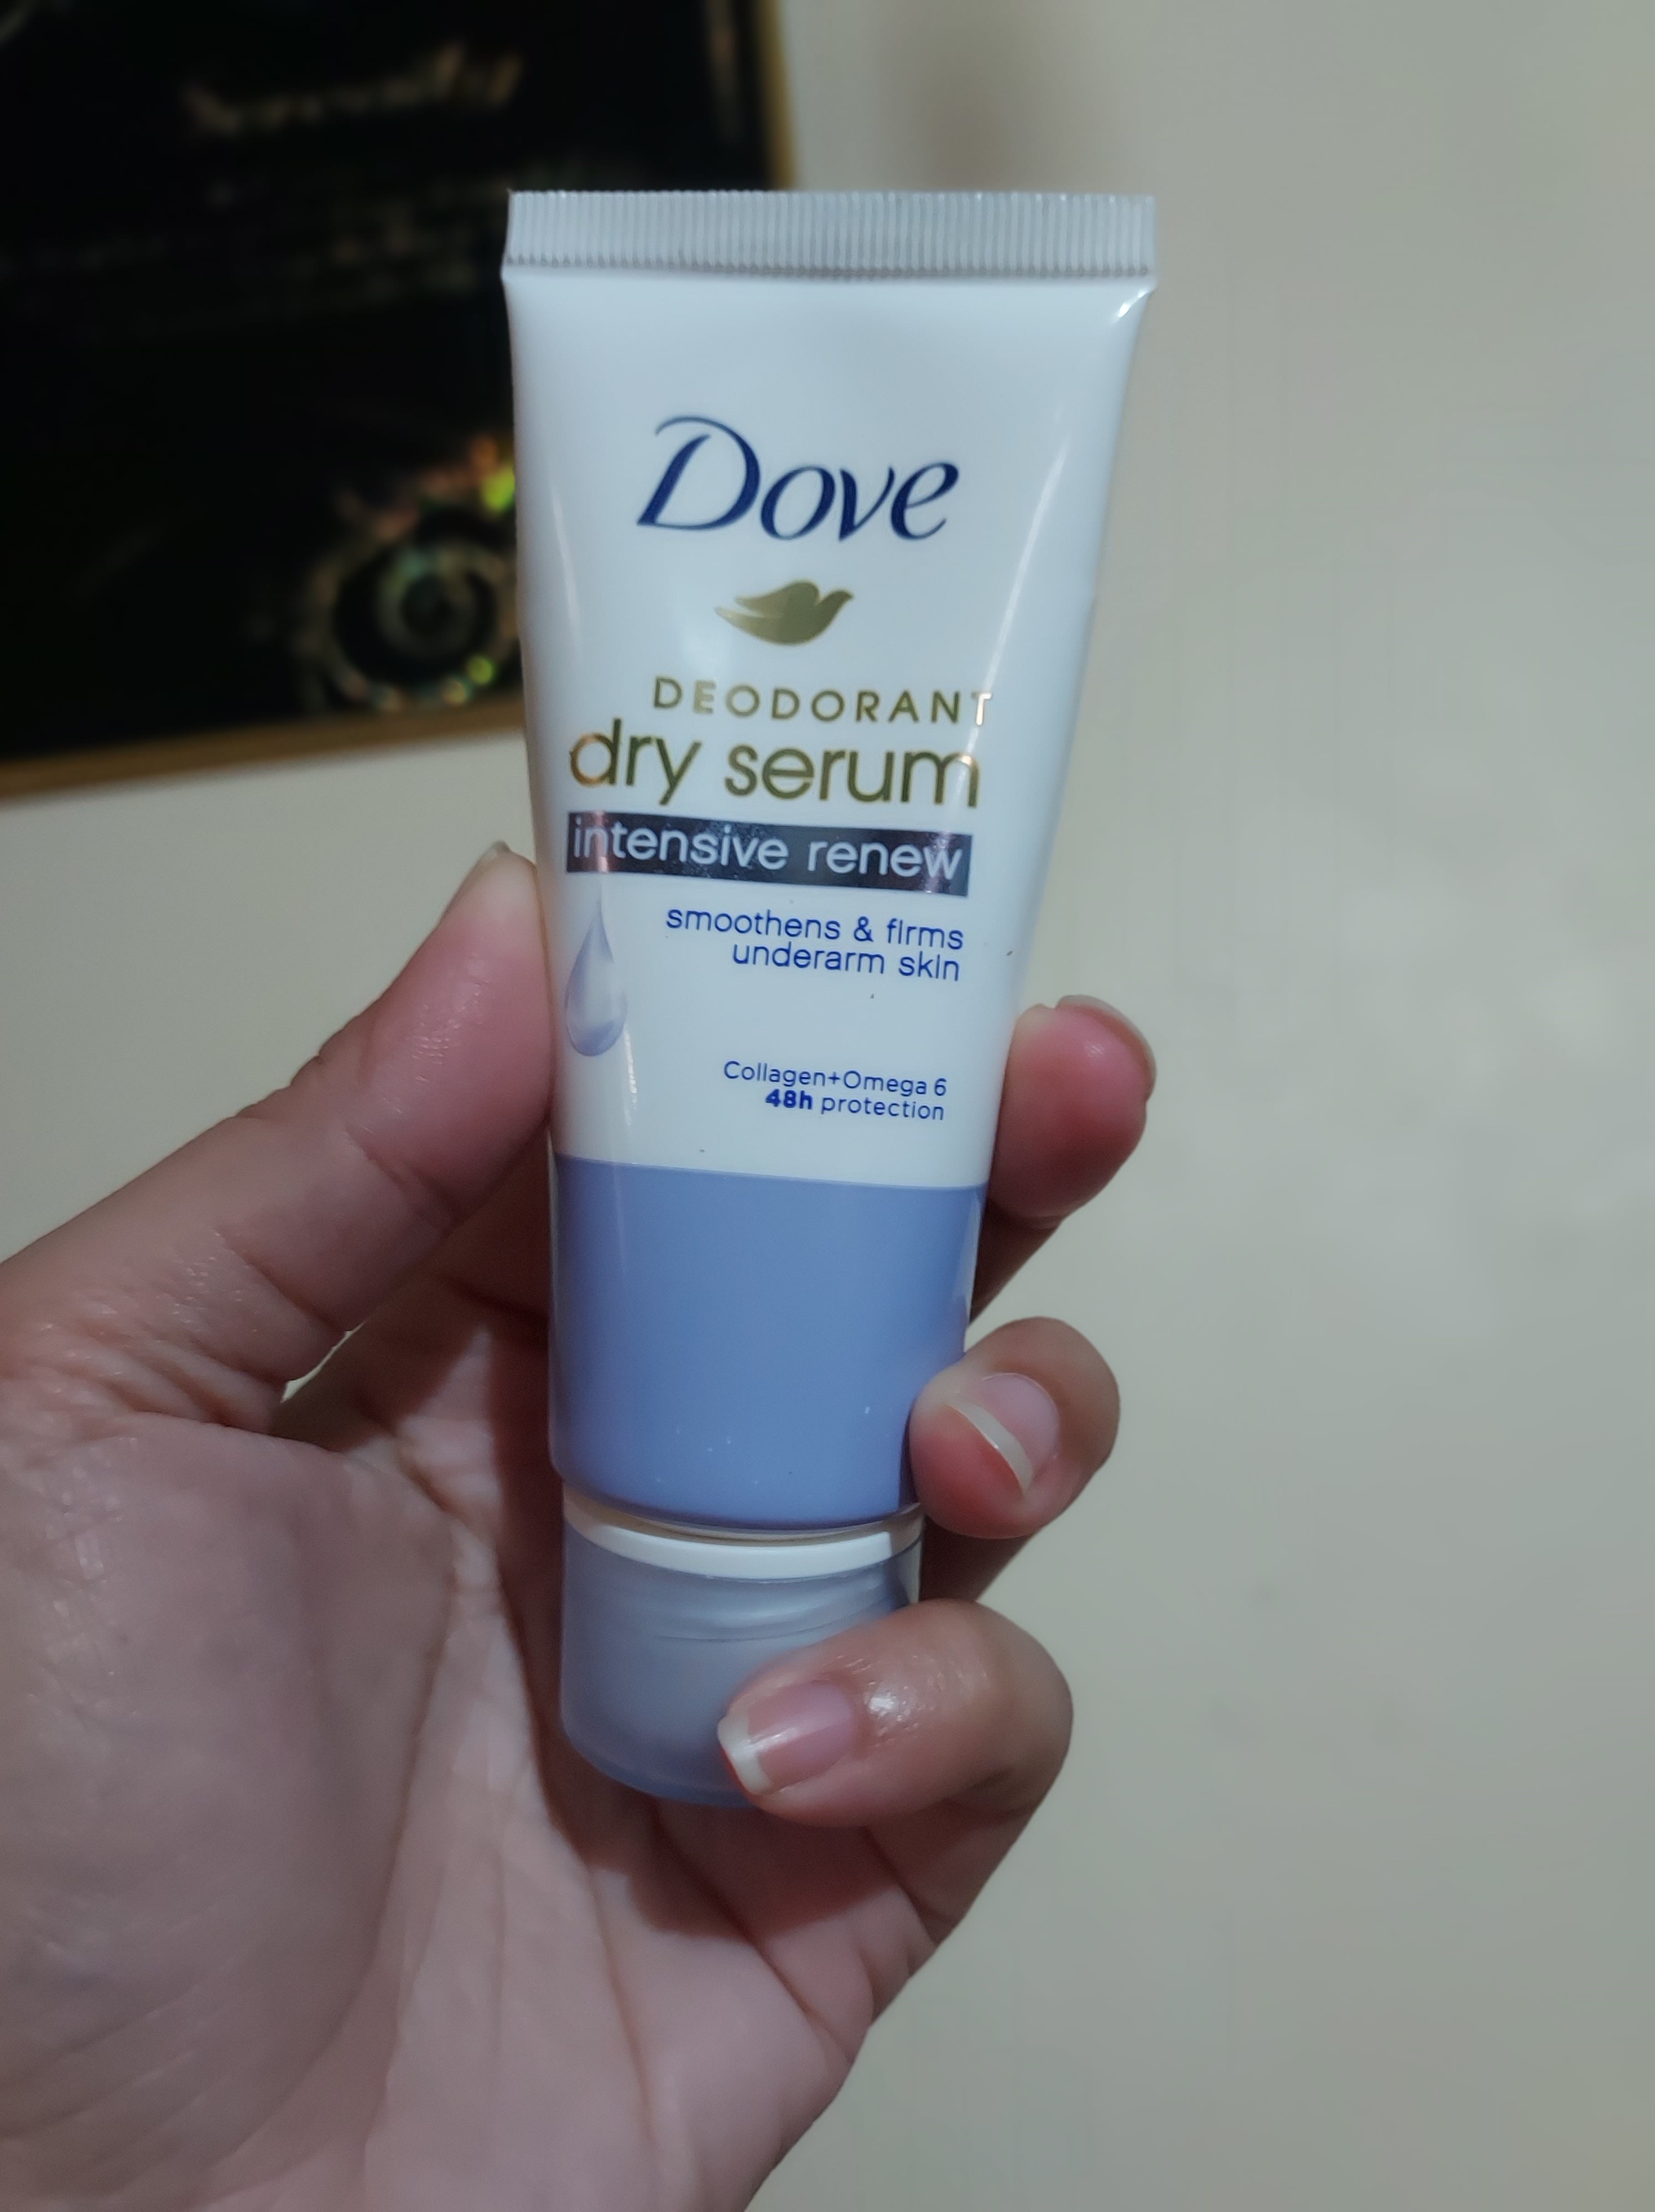 Dove
DEODORANT
dry serum
intensive renew
smoothens & firms
underarm skin
Collagen+Omega 6
48h protection